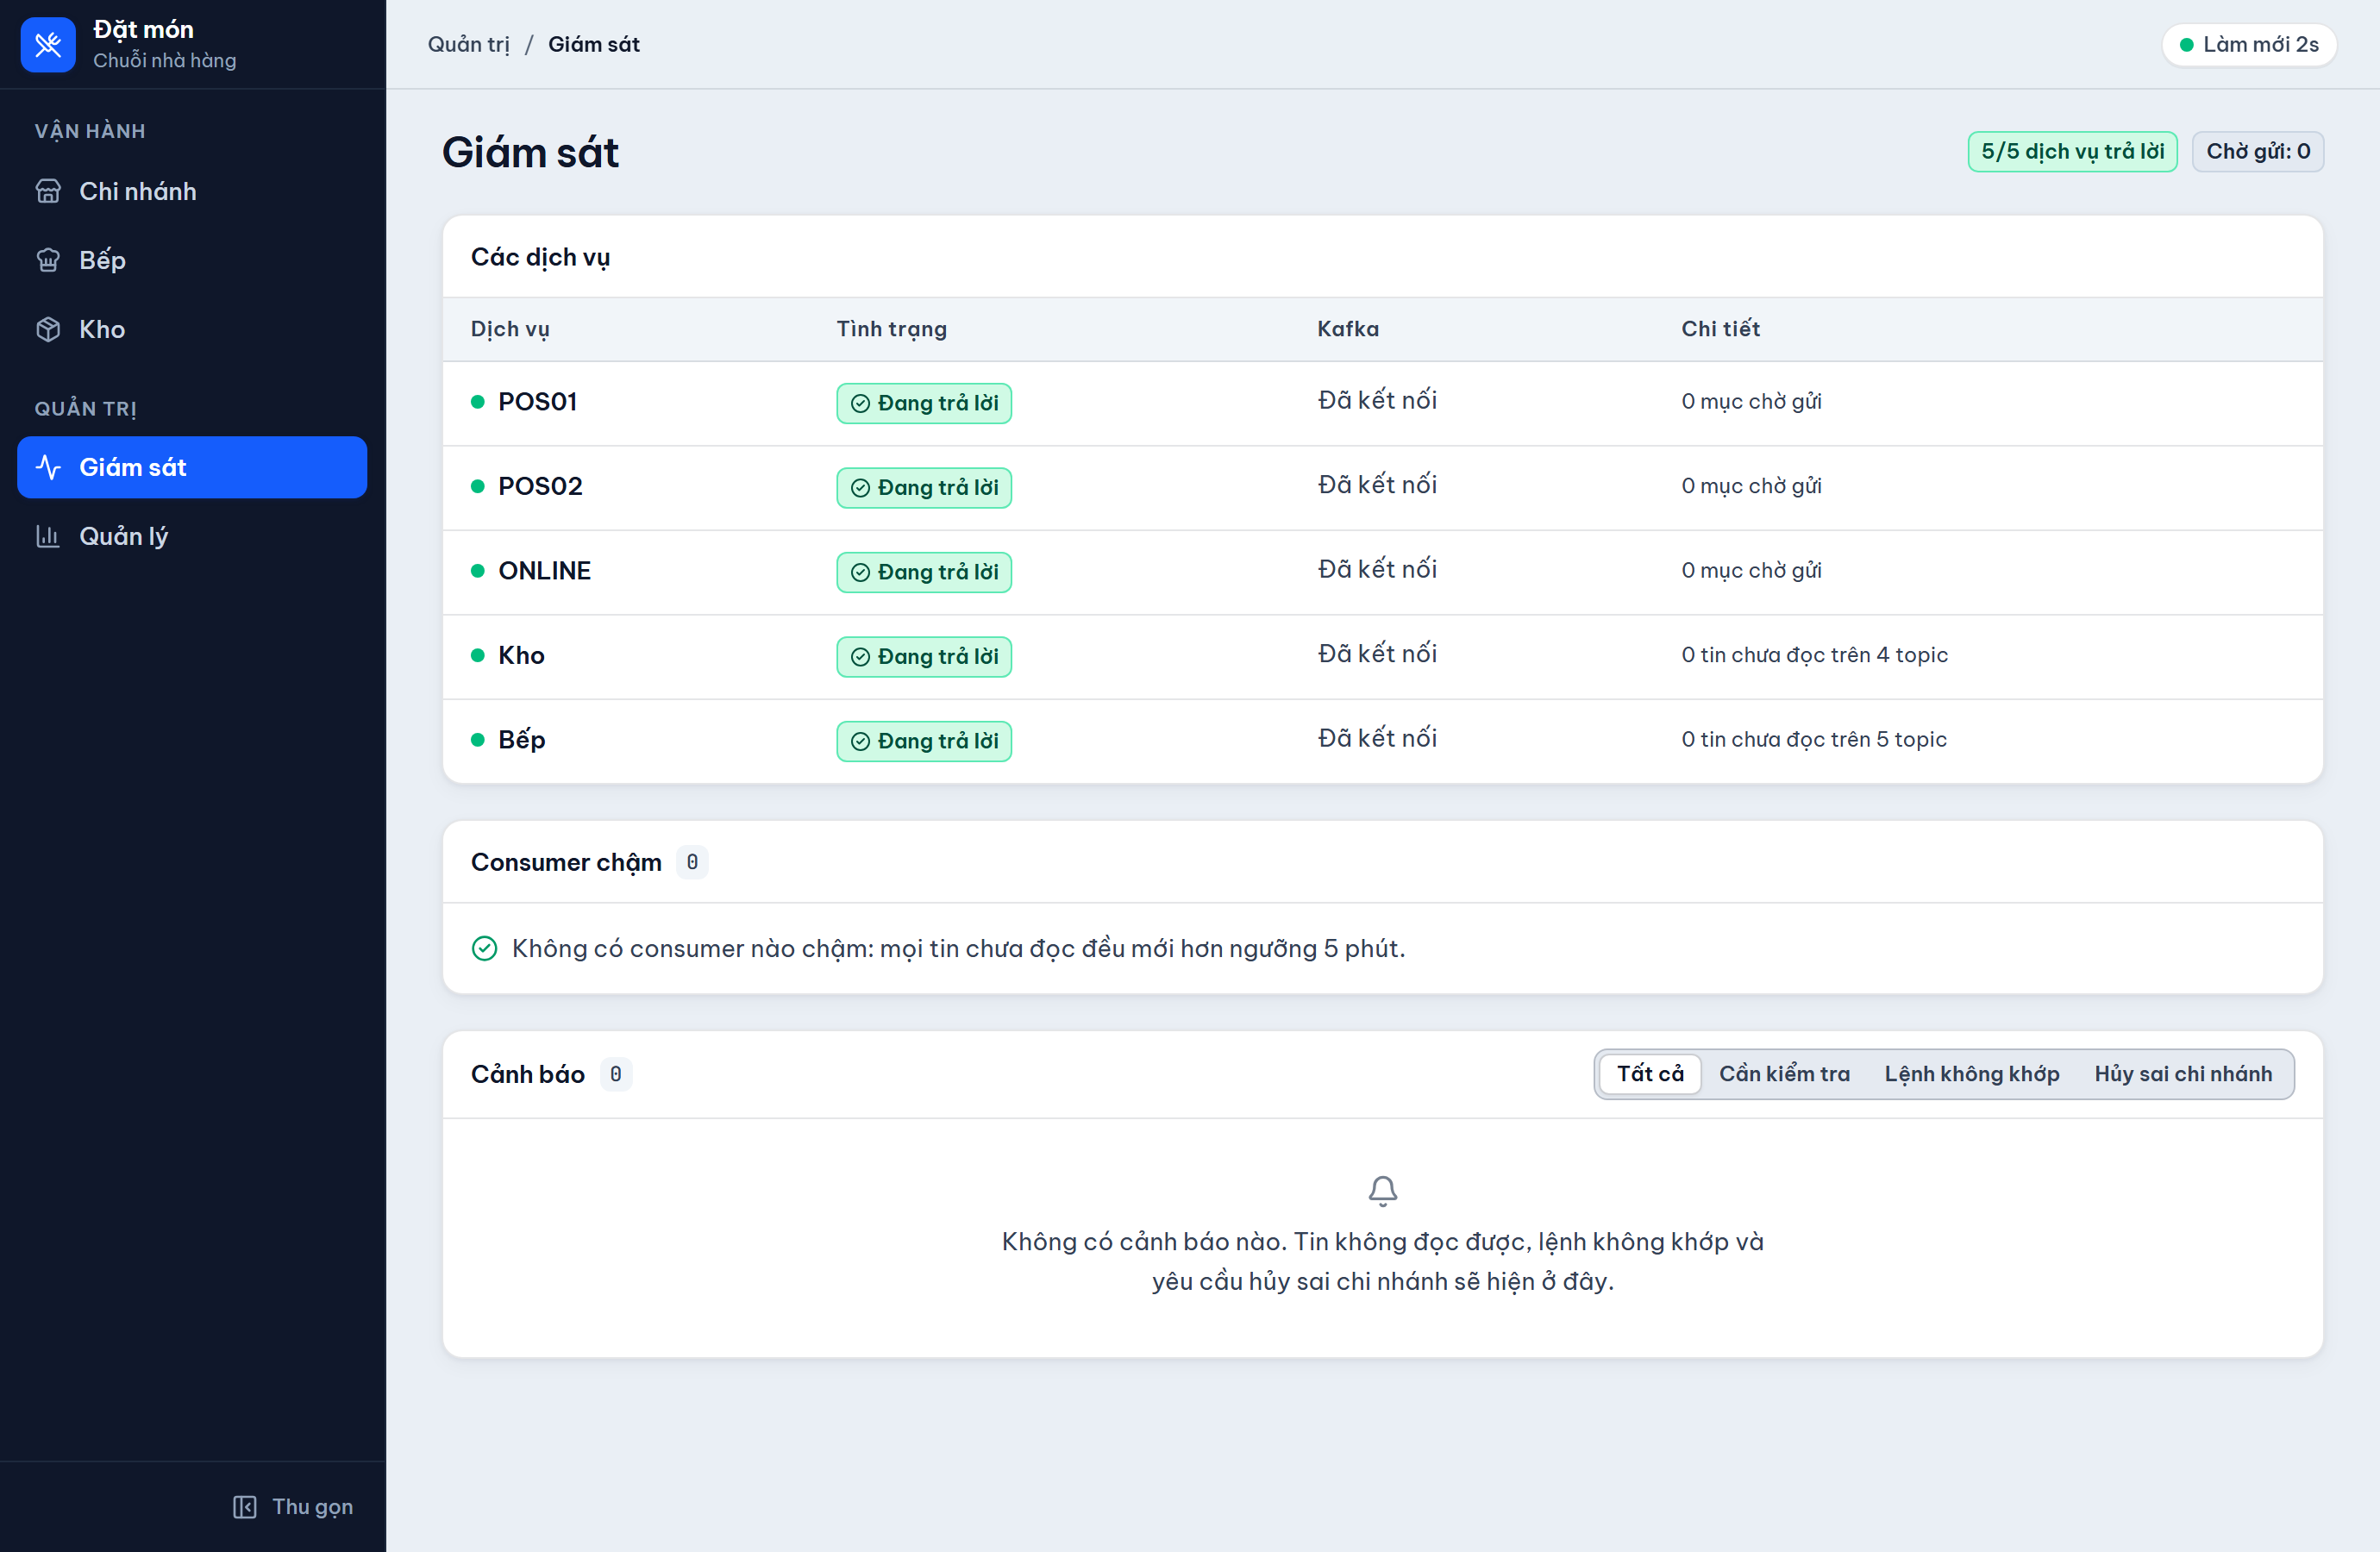 Đặt món
Chuỗi nhà hàng
VẬN HÀNH
Chi nhánh
Bếp
Kho
QUẢN TRỊ
Giám sát
Quản lý
Thu gọn
Quản trị / Giám sát
Làm mới 2s
Giám sát
5/5 dịch vụ trả lời
Chờ gửi: 0
Các dịch vụ
Dịch vụ Tình trạng Kafka Chi tiết
POS01 Đang trả lời Đã kết nối 0 mục chờ gửi
POS02 Đang trả lời Đã kết nối 0 mục chờ gửi
ONLINE Đang trả lời Đã kết nối 0 mục chờ gửi
Kho Đang trả lời Đã kết nối 0 tin chưa đọc trên 4 topic
Bếp Đang trả lời Đã kết nối 0 tin chưa đọc trên 5 topic
Consumer chậm 0
Không có consumer nào chậm: mọi tin chưa đọc đều mới hơn ngưỡng 5 phút.
Cảnh báo 0
Tất cả Cần kiểm tra Lệnh không khớp Hủy sai chi nhánh
Không có cảnh báo nào. Tin không đọc được, lệnh không khớp và
yêu cầu hủy sai chi nhánh sẽ hiện ở đây.